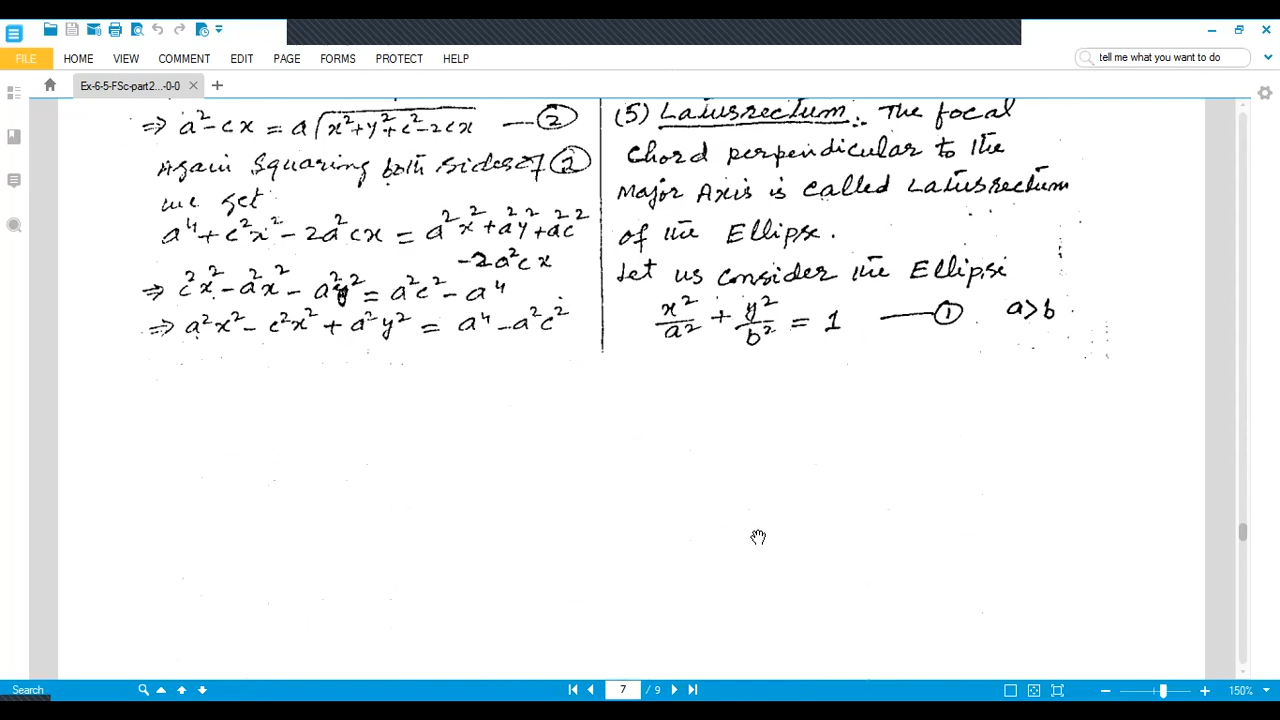 FILE HOME VIEW COMMENT EDIT PAGE FORMS PROTECT HELP tell me what you want to do
Ex-6-5-FSc-part2...-0-0
⇒ a² - cx = a√x²+y²+c²-2cx — ②
Again Squaring both sides of ②
we get
a⁴ + c²x² - 2a²cx = a²x² + a²y² + a²c²
-2a²cx
⇒ c²x² - a²x² - a²y² = a²c² - a⁴
⇒ a²x² - c²x² + a²y² = a⁴ - a²c²
(5) Latusrectum:. The focal
Chord perpendicular to the
Major Axis is called Latusrectum
of the Ellipse.
Let us consider the Ellipse
x²/a² + y²/b² = 1 — ① a>b
Search 7 / 9 150%